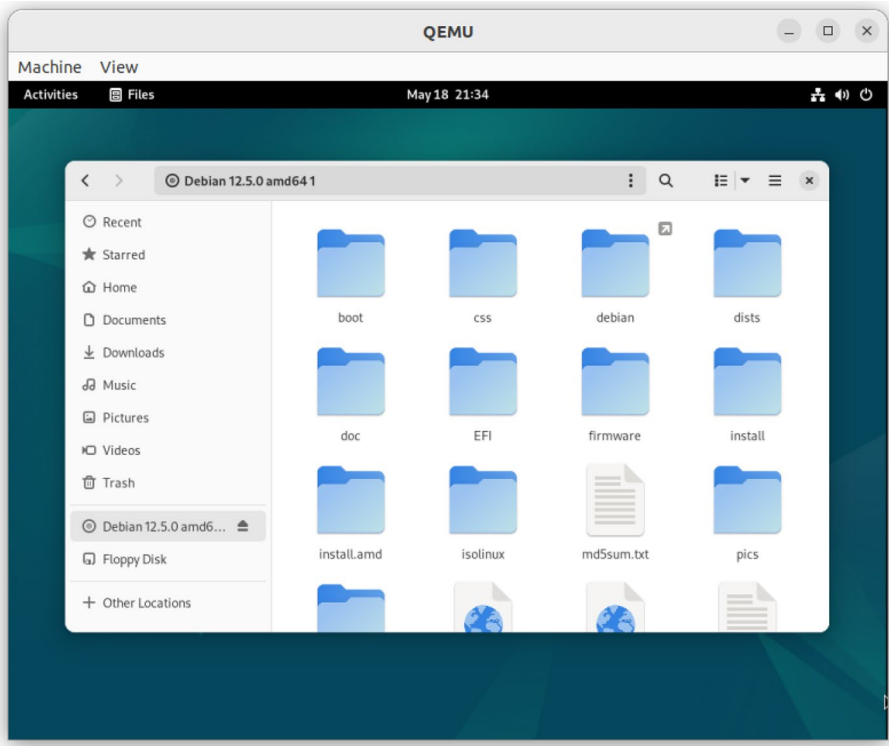 QEMU
Machine View
Activities Files May 18 21:34
Debian 12.5.0 amd64 1
Recent
Starred
Home
Documents
Downloads
Music
Pictures
Videos
Trash
Debian 12.5.0 amd6...
Floppy Disk
Other Locations
boot css debian dists
doc EFI firmware install
install.amd isolinux md5sum.txt pics